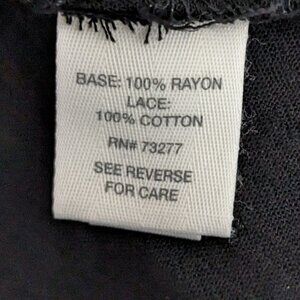 BASE: 100% RAYON
LACE:
100% COTTON
RN# 73277
SEE REVERSE
FOR CARE